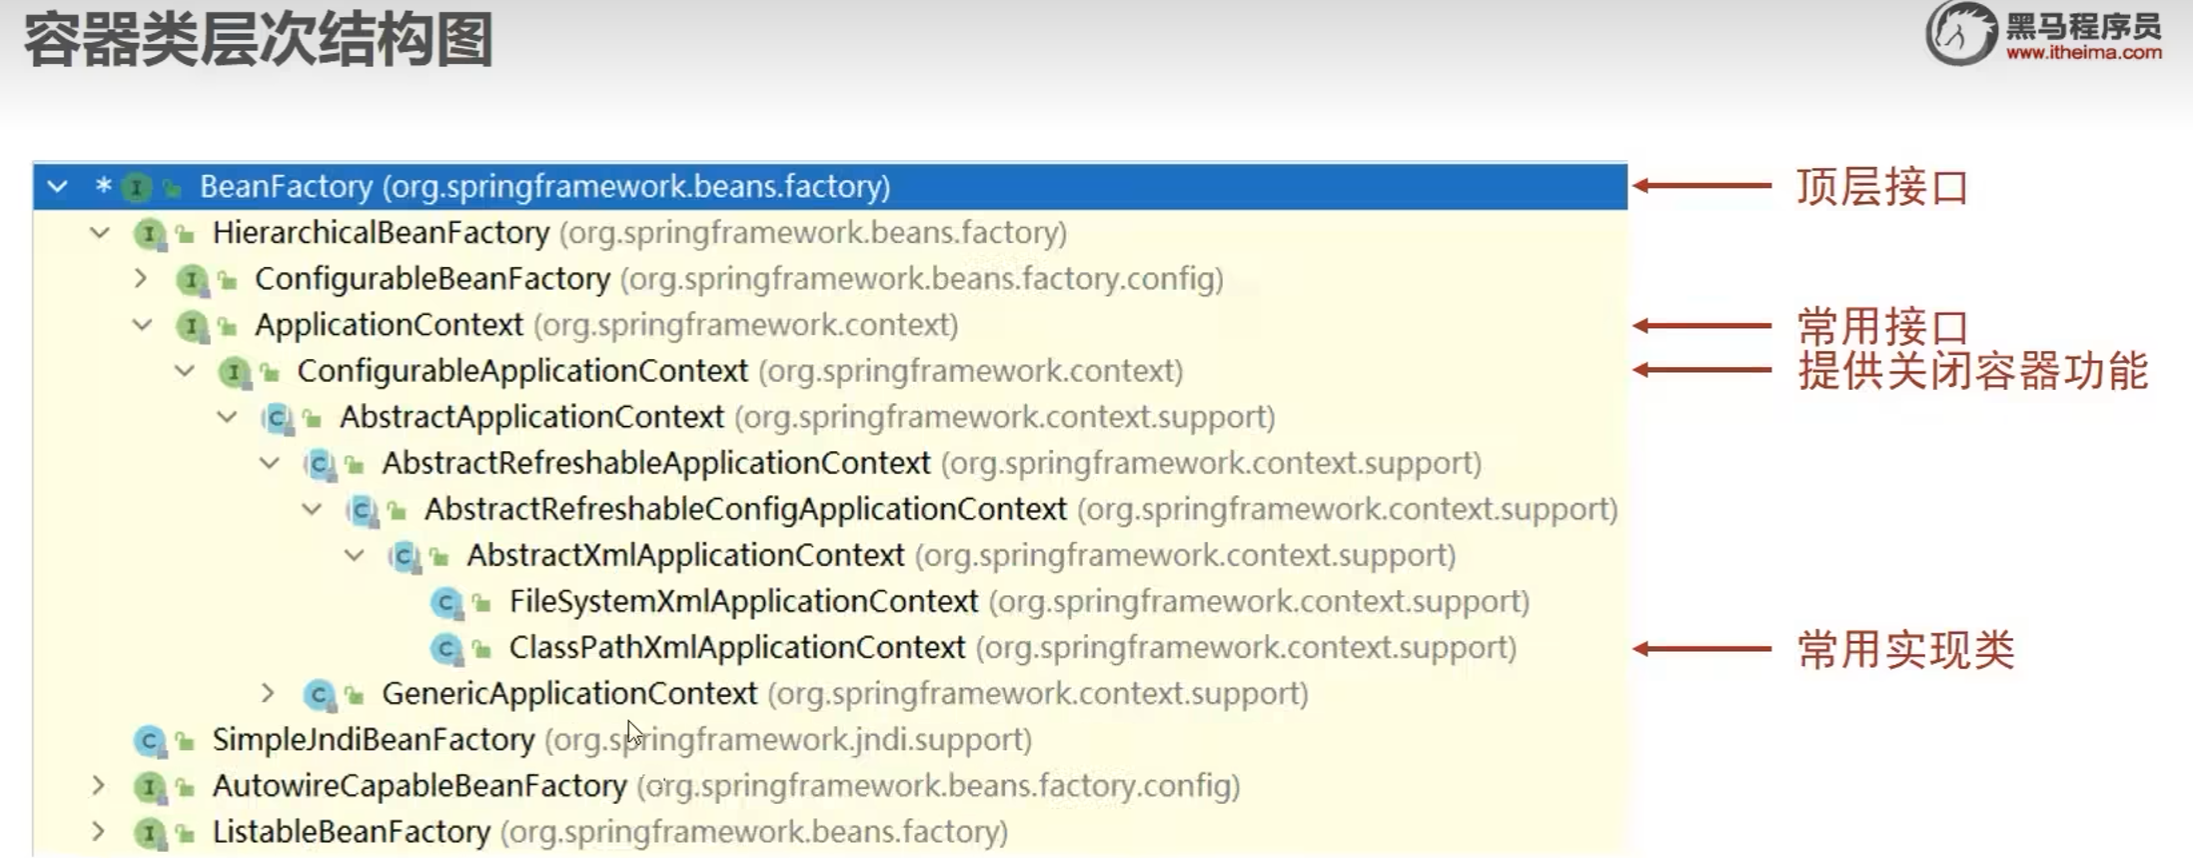 容器类层次结构图
黑马程序员
www.itheima.com
* BeanFactory (org.springframework.beans.factory)
顶层接口
HierarchicalBeanFactory (org.springframework.beans.factory)
ConfigurableBeanFactory (org.springframework.beans.factory.config)
ApplicationContext (org.springframework.context)
常用接口
ConfigurableApplicationContext (org.springframework.context)
提供关闭容器功能
AbstractApplicationContext (org.springframework.context.support)
AbstractRefreshableApplicationContext (org.springframework.context.support)
AbstractRefreshableConfigApplicationContext (org.springframework.context.support)
AbstractXmlApplicationContext (org.springframework.context.support)
FileSystemXmlApplicationContext (org.springframework.context.support)
ClassPathXmlApplicationContext (org.springframework.context.support)
常用实现类
GenericApplicationContext (org.springframework.context.support)
SimpleJndiBeanFactory (org.springframework.jndi.support)
AutowireCapableBeanFactory (org.springframework.beans.factory.config)
ListableBeanFactory (org.springframework.beans.factory)